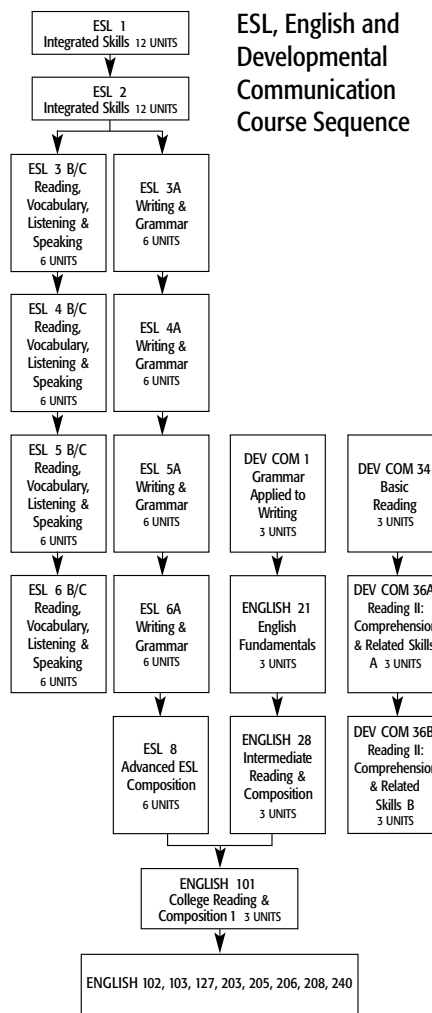 ESL, English and
Developmental
Communication
Course Sequence
ESL 1
Integrated Skills 12 UNITS
ESL 2
Integrated Skills 12 UNITS
ESL 3 B/C
Reading,
Vocabulary,
Listening &
Speaking
6 UNITS
ESL 3A
Writing &
Grammar
6 UNITS
ESL 4 B/C
Reading,
Vocabulary,
Listening &
Speaking
6 UNITS
ESL 4A
Writing &
Grammar
6 UNITS
ESL 5 B/C
Reading,
Vocabulary,
Listening &
Speaking
6 UNITS
ESL 5A
Writing &
Grammar
6 UNITS
DEV COM 1
Grammar
Applied to
Writing
3 UNITS
DEV COM 34
Basic
Reading
3 UNITS
ESL 6 B/C
Reading,
Vocabulary,
Listening &
Speaking
6 UNITS
ESL 6A
Writing &
Grammar
6 UNITS
ENGLISH 21
English
Fundamentals
3 UNITS
DEV COM 36A
Reading II:
Comprehension
& Related Skills
A 3 UNITS
ESL 8
Advanced ESL
Composition
6 UNITS
ENGLISH 28
Intermediate
Reading &
Composition
3 UNITS
DEV COM 36B
Reading II:
Comprehension
& Related
Skills B
3 UNITS
ENGLISH 101
College Reading &
Composition 1 3 UNITS
ENGLISH 102, 103, 127, 203, 205, 206, 208, 240